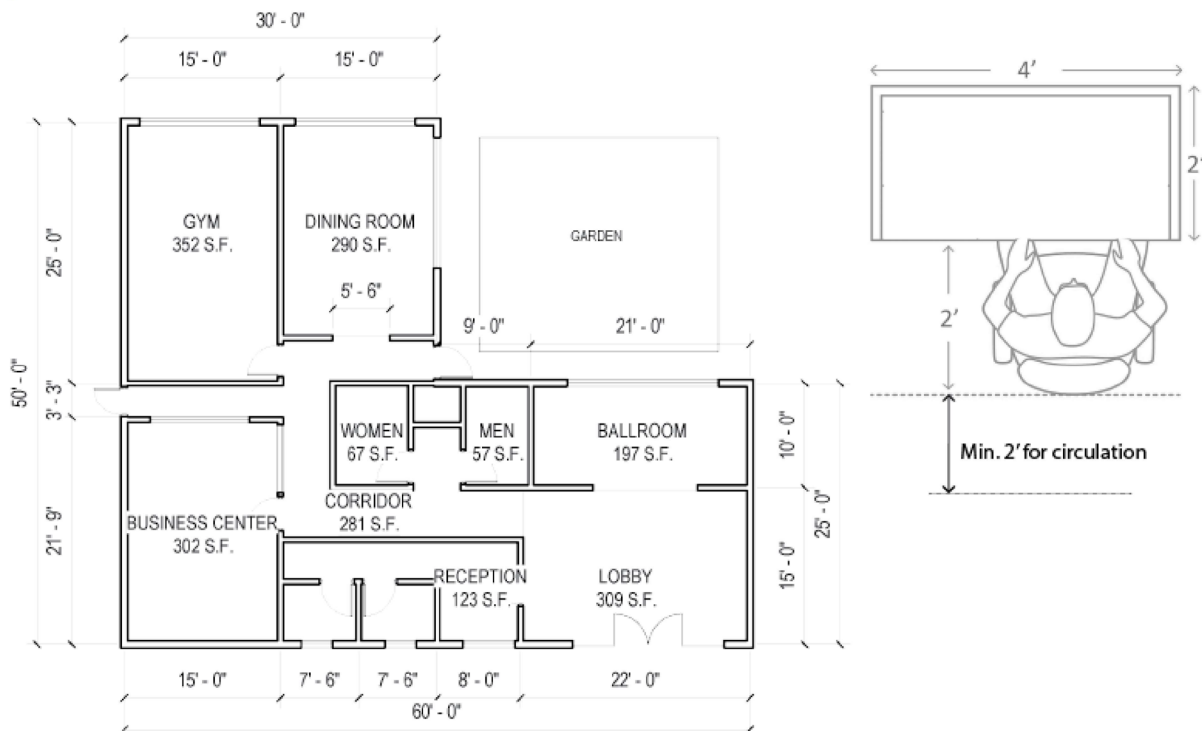 30' - 0"
15' - 0"
15' - 0"
4'
2'
GYM
352 S.F.
DINING ROOM
290 S.F.
GARDEN
25' - 0"
50' - 0"
5' - 6"
9' - 0"
21' - 0"
2'
3' - 3"
WOMEN
67 S.F.
MEN
57 S.F.
BALLROOM
197 S.F.
10' - 0"
25' - 0"
Min. 2' for circulation
CORRIDOR
281 S.F.
BUSINESS CENTER
302 S.F.
21' - 9"
RECEPTION
123 S.F.
LOBBY
309 S.F.
15' - 0"
15' - 0"
7' - 6"
7' - 6"
8' - 0"
22' - 0"
60' - 0"